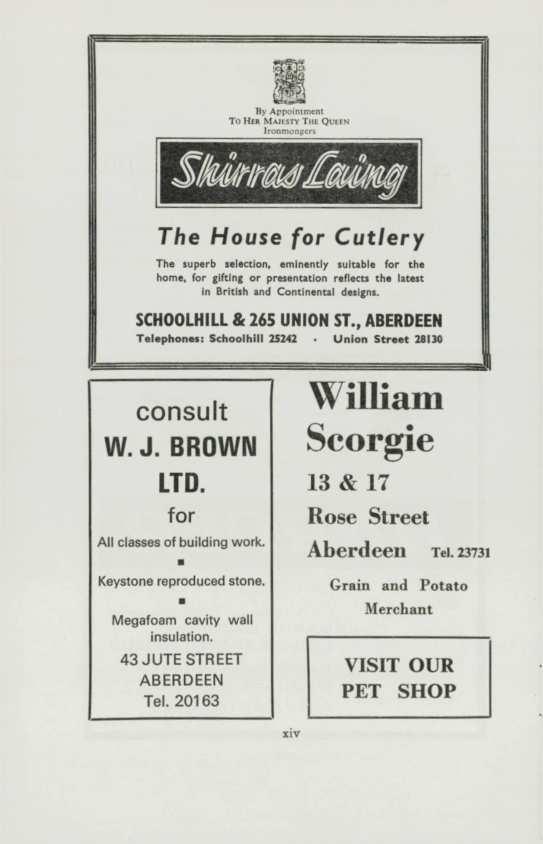 By Appointment
To Her Majesty The Queen
Ironmongers
Shirras Laing
The House for Cutlery
The superb selection, eminently suitable for the
home, for gifting or presentation reflects the latest
in British and Continental designs.
SCHOOLHILL & 265 UNION ST., ABERDEEN
Telephones: Schoolhill 25242 · Union Street 28130
consult
W. J. BROWN
LTD.
for
All classes of building work.
■
Keystone reproduced stone.
■
Megafoam cavity wall
insulation.
43 JUTE STREET
ABERDEEN
Tel. 20163
William
Scorgie
13 & 17
Rose Street
Aberdeen Tel. 23731
Grain and Potato
Merchant
VISIT OUR
PET SHOP
xiv